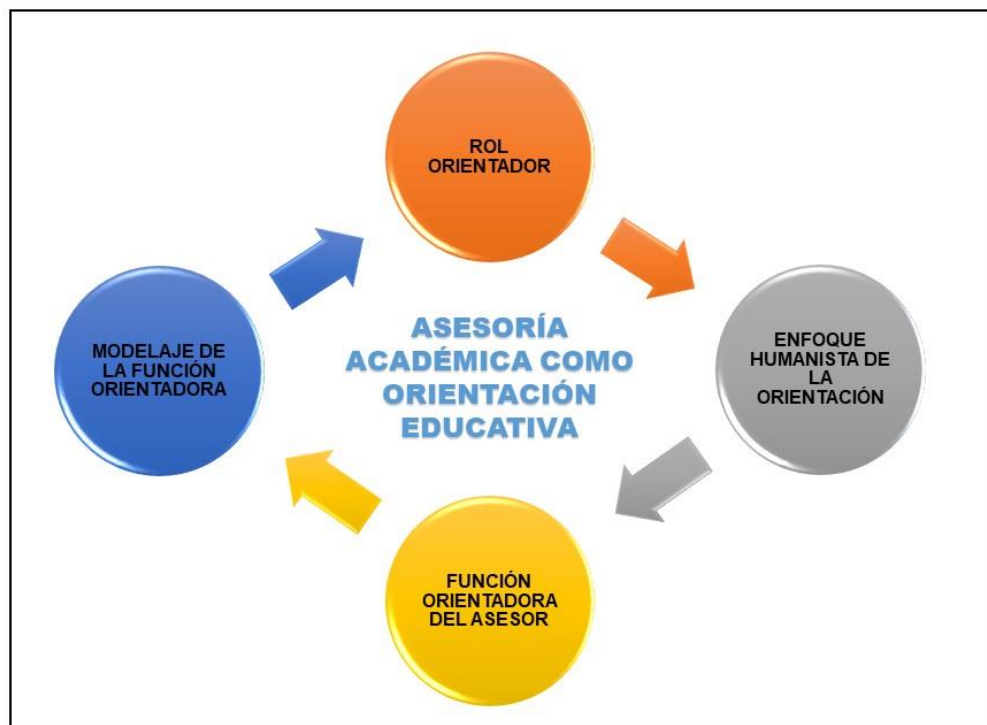 ROL
ORIENTADOR
ASESORÍA
ACADÉMICA COMO
ORIENTACIÓN
EDUCATIVA
ENFOQUE
HUMANISTA DE
LA
ORIENTACIÓN
FUNCIÓN
ORIENTADORA
DEL ASESOR
MODELAJE DE
LA FUNCIÓN
ORIENTADORA